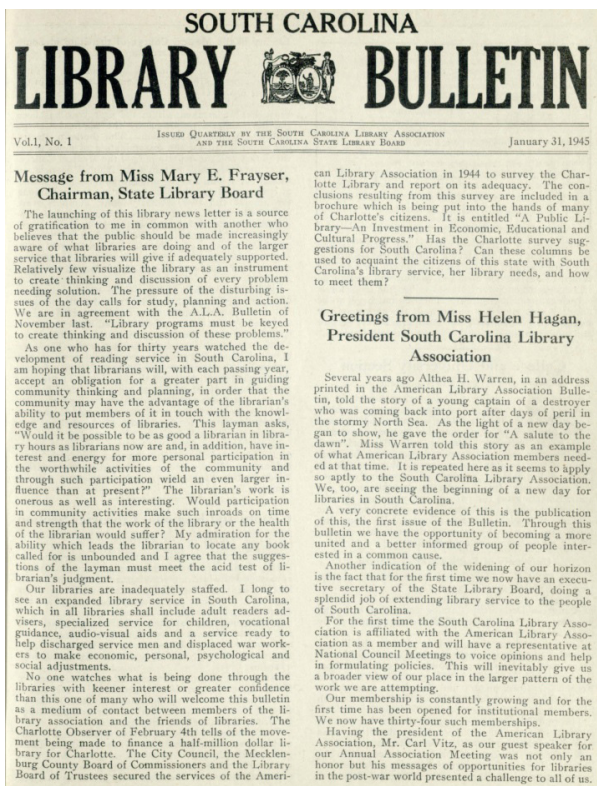 SOUTH CAROLINA
LIBRARY BULLETIN
Vol.1, No. 1
ISSUED QUARTERLY BY THE SOUTH CAROLINA LIBRARY ASSOCIATION
AND THE SOUTH CAROLINA STATE LIBRARY BOARD
January 31, 1945
Message from Miss Mary E. Frayser,
Chairman, State Library Board
The launching of this library news letter is a source
of gratification to me in common with another who
believes that the public should be made increasingly
aware of what libraries are doing and of the larger
service that libraries will give if adequately supported.
Relatively few visualize the library as an instrument
to create thinking and discussion of every problem
needing solution. The pressure of the disturbing is-
sues of the day calls for study, planning and action.
We are in agreement with the A.L.A. Bulletin of
November last. "Library programs must be keyed
to create thinking and discussion of these problems."
As one who has for thirty years watched the de-
velopment of reading service in South Carolina, I
am hoping that librarians will, with each passing year,
accept an obligation for a greater part in guiding
community thinking and planning, in order that the
community may have the advantage of the librarian's
ability to put members of it in touch with the knowl-
edge and resources of libraries. This layman asks,
"Would it be possible to be as good a librarian in libra-
ry hours as librarians now are and, in addition, have in-
terest and energy for more personal participation in
the worthwhile activities of the community and
through such participation wield an even larger in-
fluence than at present?" The librarian's work is
onerous as well as interesting. Would participation
in community activities make such inroads on time
and strength that the work of the library or the health
of the librarian would suffer? My admiration for the
ability which leads the librarian to locate any book
called for is unbounded and I agree that the sugges-
tions of the layman must meet the acid test of li-
brarian's judgment.
Our libraries are inadequately staffed. I long to
see an expanded library service in South Carolina,
which in all libraries shall include adult readers ad-
visers, specialized service for children, vocational
guidance, audio-visual aids and a service ready to
help discharged service men and displaced war work-
ers to make economic, personal, psychological and
social adjustments.
No one watches what is being done through the
libraries with keener interest or greater confidence
than this one of many who will welcome this bulletin
as a medium of contact between members of the li-
brary association and the friends of libraries. The
Charlotte Observer of February 4th tells of the move-
ment being made to finance a half-million dollar li-
brary for Charlotte. The City Council, the Mecklen-
burg County Board of Commissioners and the Library
Board of Trustees secured the services of the Ameri-
can Library Association in 1944 to survey the Char-
lotte Library and report on its adequacy. The con-
clusions resulting from this survey are included in a
brochure which is being put into the hands of many
of Charlotte's citizens. It is entitled "A Public Li-
brary—An Investment in Economic, Educational and
Cultural Progress." Has the Charlotte survey sug-
gestions for South Carolina? Can these columns be
used to acquaint the citizens of this state with South
Carolina's library service, her library needs, and how
to meet them?
Greetings from Miss Helen Hagan,
President South Carolina Library
Association
Several years ago Althea H. Warren, in an address
printed in the American Library Association Bulle-
tin, told the story of a young captain of a destroyer
who was coming back into port after days of peril in
the stormy North Sea. As the light of a new day be-
gan to show, he gave the order for "A salute to the
dawn". Miss Warren told this story as an example
of what American Library Association members need-
ed at that time. It is repeated here as it seems to apply
so aptly to the South Carolina Library Association.
We, too, are seeing the beginning of a new day for
libraries in South Carolina.
A very concrete evidence of this is the publication
of this, the first issue of the Bulletin. Through this
bulletin we have the opportunity of becoming a more
united and a better informed group of people inter-
ested in a common cause.
Another indication of the widening of our horizon
is the fact that for the first time we now have an execu-
tive secretary of the State Library Board, doing a
splendid job of extending library service to the people
of South Carolina.
For the first time the South Carolina Library Asso-
ciation is affiliated with the American Library Asso-
ciation as a member and will have a representative at
National Council Meetings to voice opinions and help
in formulating policies. This will inevitably give us
a broader view of our place in the larger pattern of the
work we are attempting.
Our membership is constantly growing and for the
first time has been opened for institutional members.
We now have thirty-four such memberships.
Having the president of the American Library
Association, Mr. Carl Vitz, as our guest speaker for
our Annual Association Meeting was not only an
honor but his messages of opportunities for libraries
in the post-war world presented a challenge to all of us.